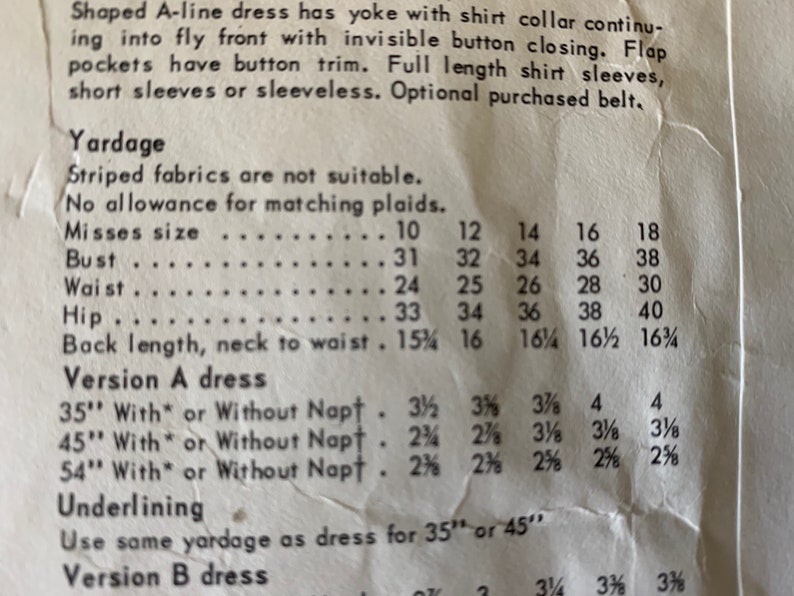 Shaped A-line dress has yoke with shirt collar continu-
ing into fly front with invisible button closing. Flap
pockets have button trim. Full length shirt sleeves,
short sleeves or sleeveless. Optional purchased belt.
Yardage
Striped fabrics are not suitable.
No allowance for matching plaids.
Misses size . . . . . . . . . . 10 12 14 16 18
Bust . . . . . . . . . . . . . . . 31 32 34 36 38
Waist . . . . . . . . . . . . . . . 24 25 26 28 30
Hip . . . . . . . . . . . . . . . . 33 34 36 38 40
Back length, neck to waist . 15¾ 16 16¼ 16½ 16¾
Version A dress
35'' With* or Without Nap† . 3½ 3⅝ 3⅞ 4 4
45'' With* or Without Nap† . 2¾ 2⅞ 3⅛ 3⅛ 3⅛
54'' With* or Without Nap† . 2⅜ 2⅜ 2⅝ 2⅝ 2⅝
Underlining
Use same yardage as dress for 35'' or 45''
Version B dress
3¼ 3⅜ 3⅜